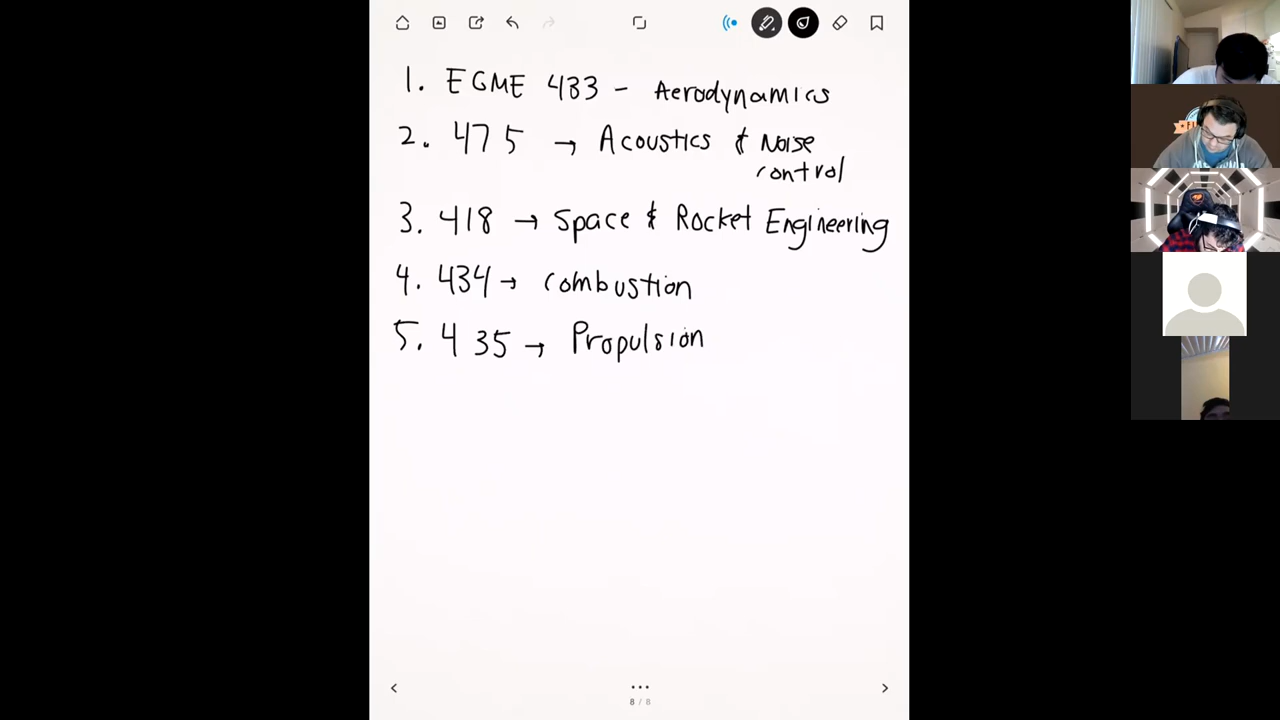 1. EGME 433 - Aerodynamics
2. 475 → Acoustics & Noise
control
3. 418 → Space & Rocket Engineering
4. 434 → Combustion
5. 435 → Propulsion
8 / 8